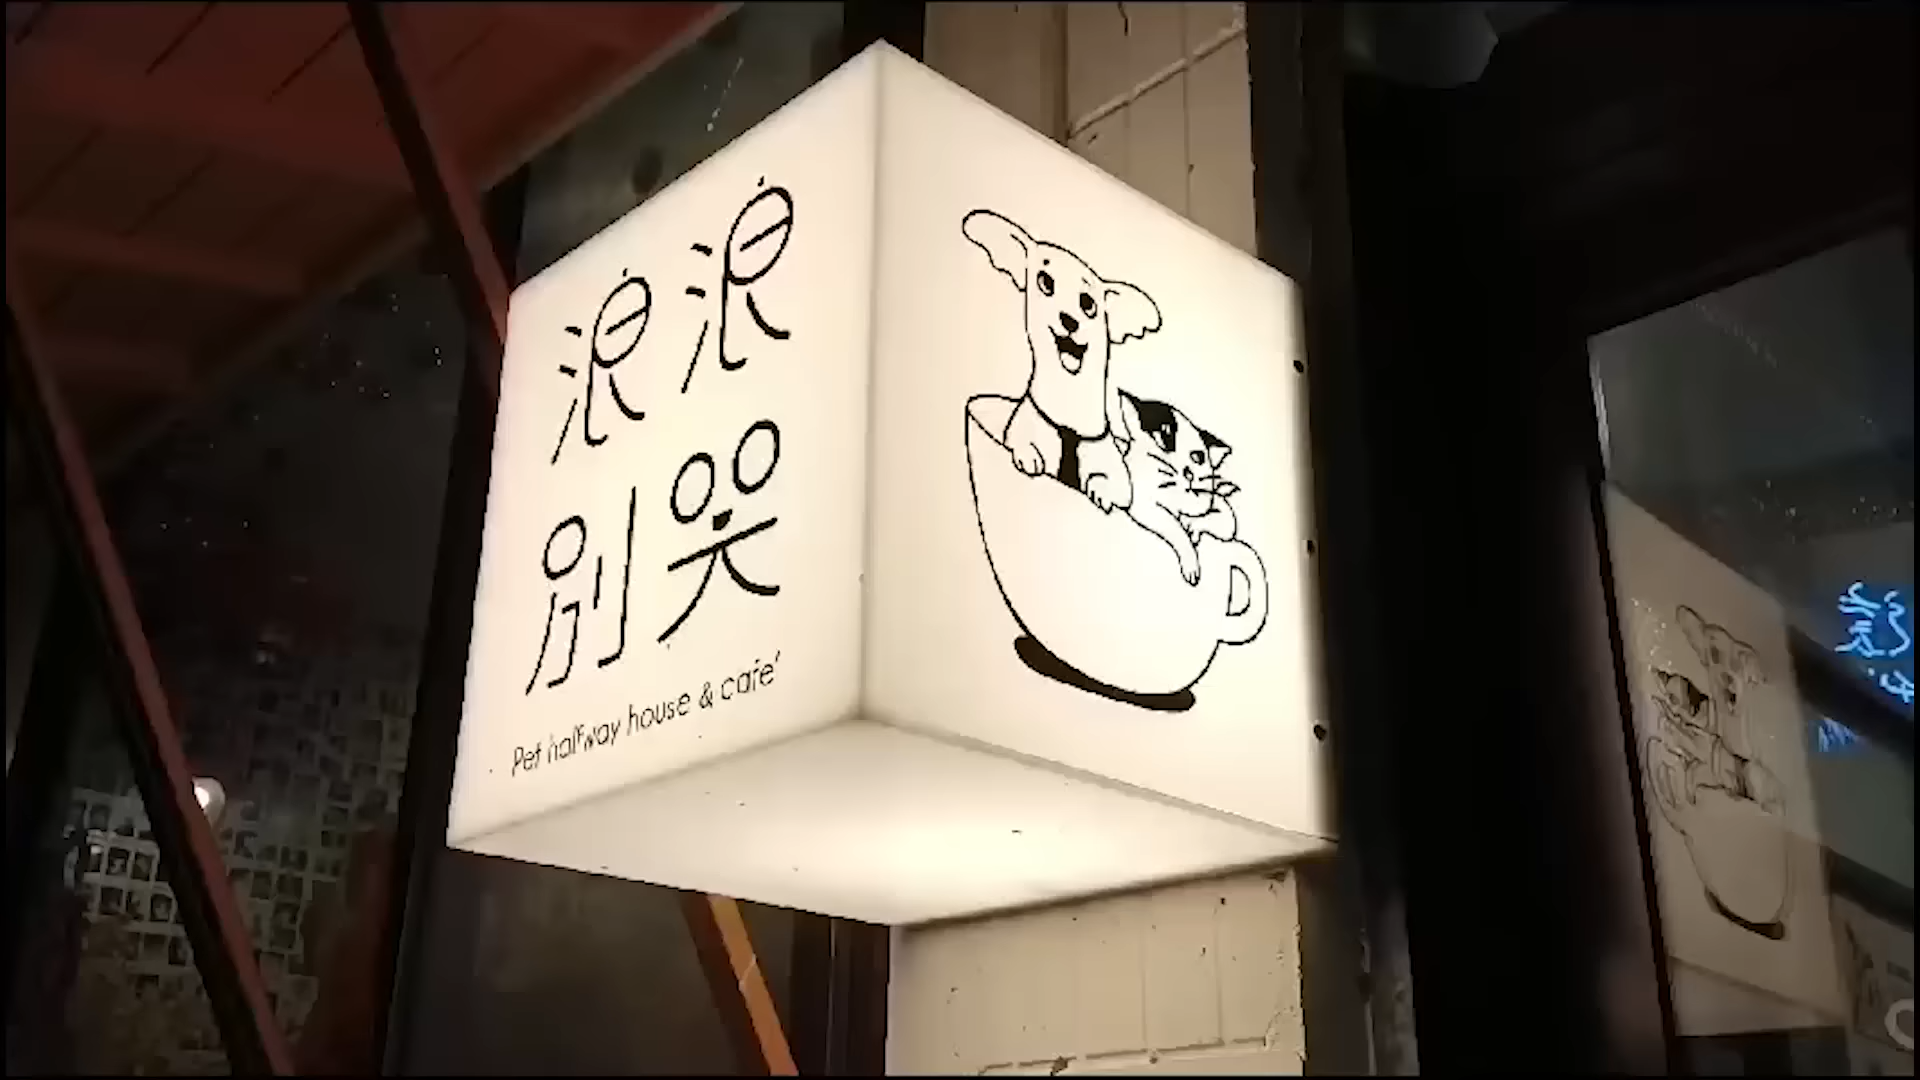 浪浪
別哭
Pet halfway house & cafe'